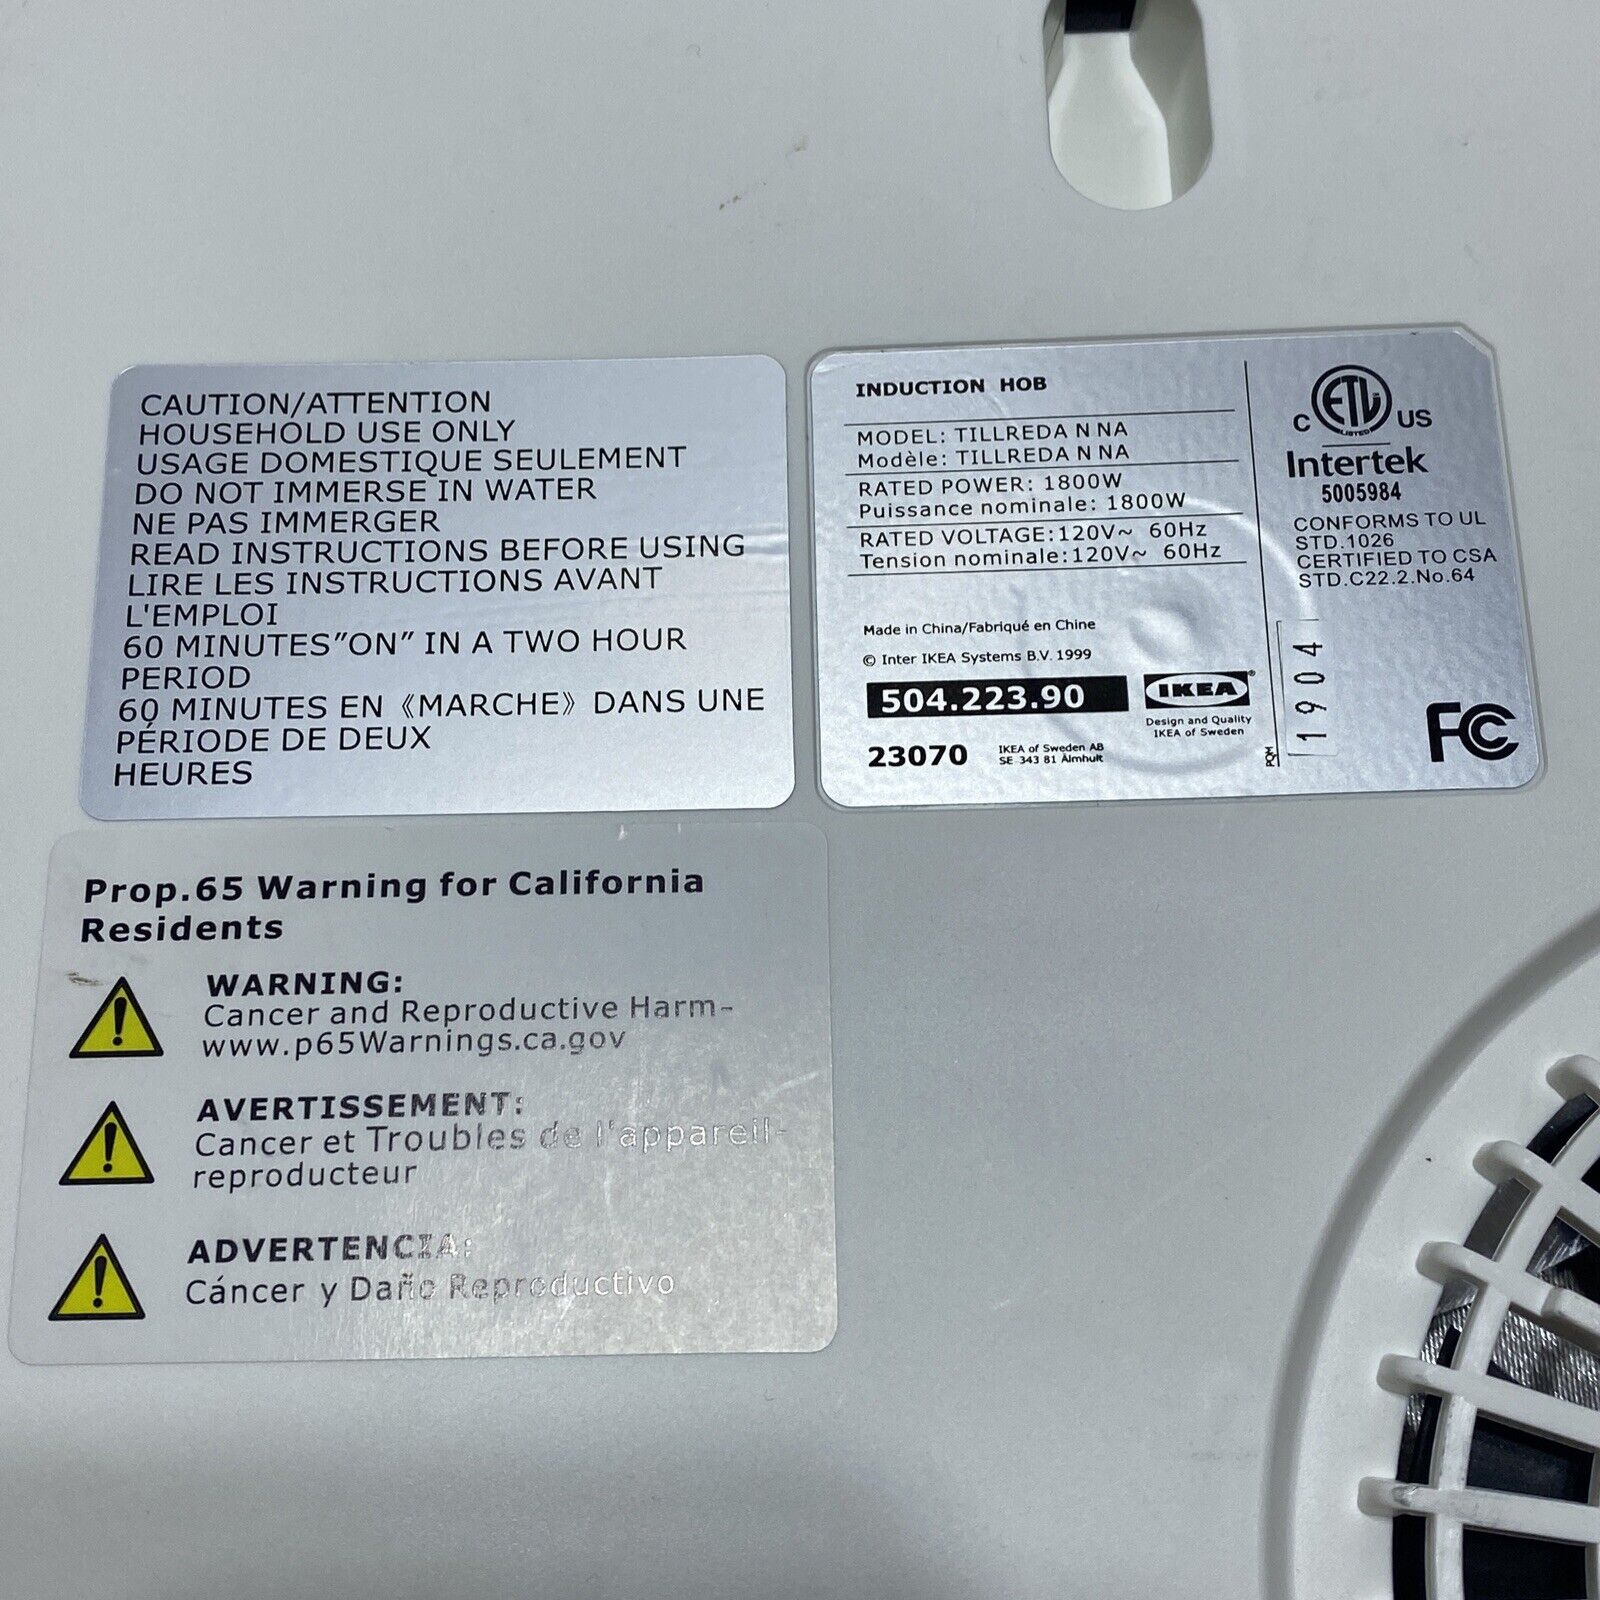 CAUTION/ATTENTION
HOUSEHOLD USE ONLY
USAGE DOMESTIQUE SEULEMENT
DO NOT IMMERSE IN WATER
NE PAS IMMERGER
READ INSTRUCTIONS BEFORE USING
LIRE LES INSTRUCTIONS AVANT
L'EMPLOI
60 MINUTES"ON" IN A TWO HOUR
PERIOD
60 MINUTES EN《MARCHE》DANS UNE
PÉRIODE DE DEUX
HEURES
INDUCTION HOB
MODEL: TILLREDA N NA
Modèle: TILLREDA N NA
RATED POWER: 1800W
Puissance nominale: 1800W
RATED VOLTAGE:120V~ 60Hz
Tension nominale:120V~ 60Hz
Made in China/Fabriqué en Chine
© Inter IKEA Systems B.V. 1999
504.223.90
IKEA®
Design and Quality
IKEA of Sweden
23070
IKEA of Sweden AB
SE 343 81 Älmhult
PQM
1904
C ETL US
LISTED
Intertek
5005984
CONFORMS TO UL
STD.1026
CERTIFIED TO CSA
STD.C22.2.No.64
FC
Prop.65 Warning for California
Residents
WARNING:
Cancer and Reproductive Harm-
www.p65Warnings.ca.gov
AVERTISSEMENT:
Cancer et Troubles de l'appareil-
reproducteur
ADVERTENCIA:
Cáncer y Daño Reproductivo